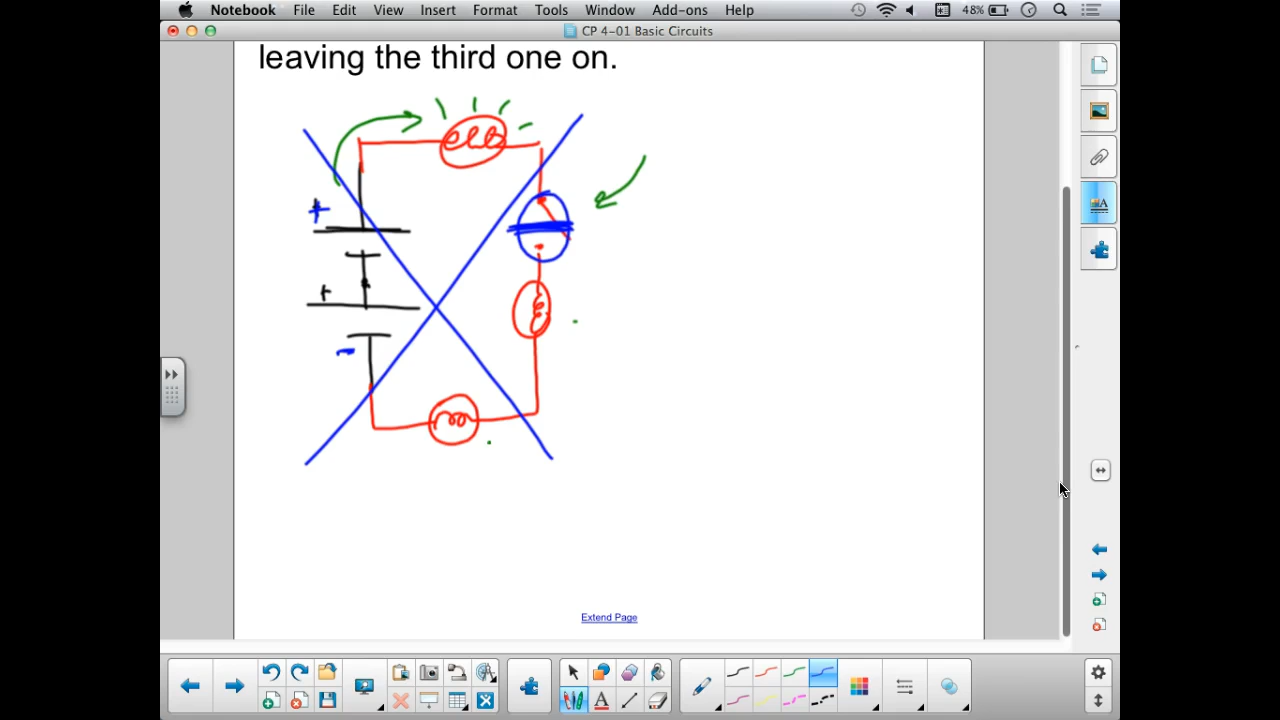 Notebook File Edit View Insert Format Tools Window Add-ons Help 48%
CP 4-01 Basic Circuits
leaving the third one on.
+
+
-
Extend Page